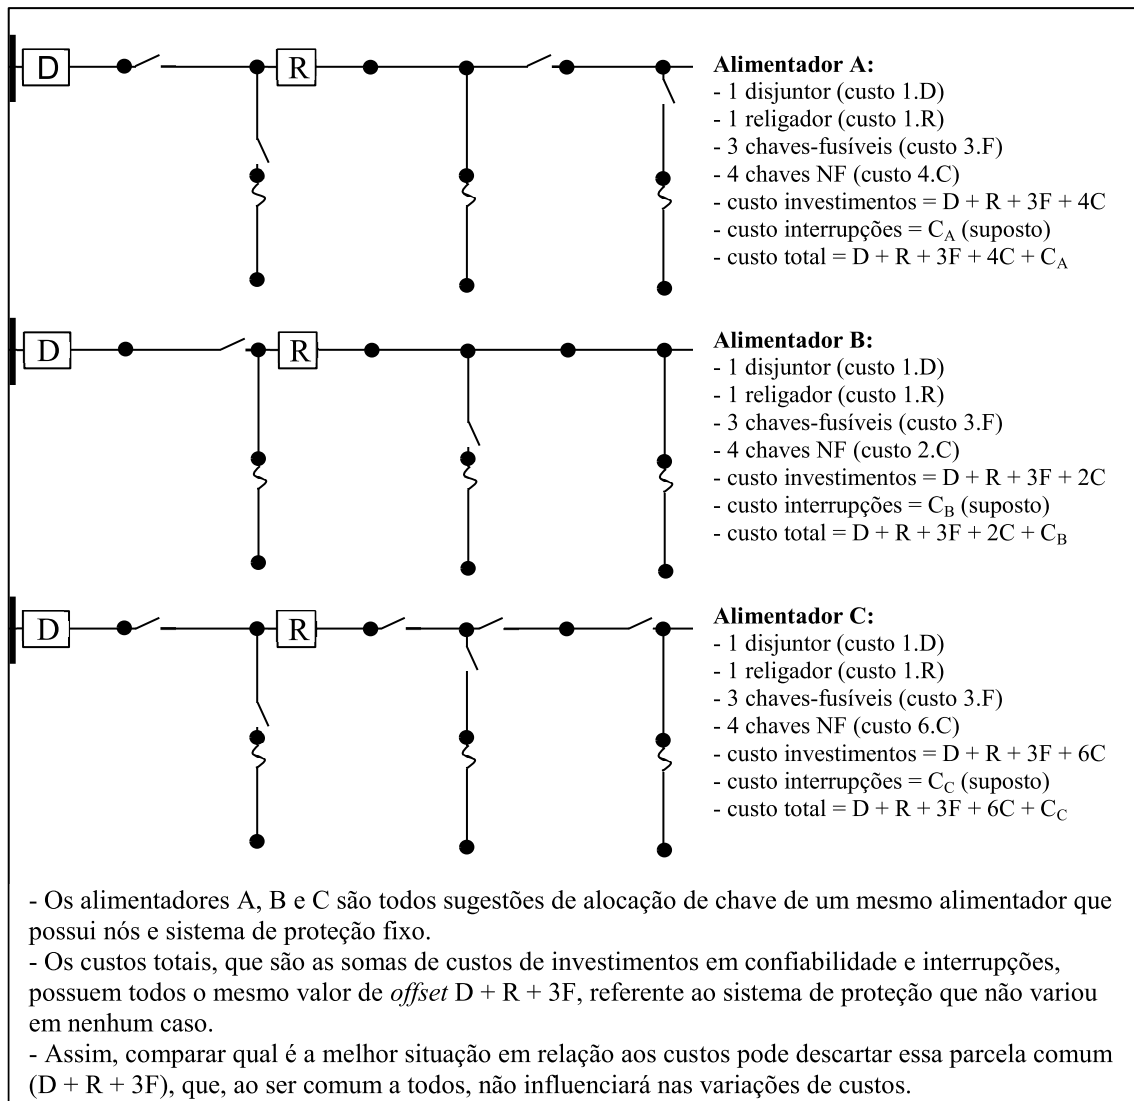 D
R
Alimentador A:
- 1 disjuntor (custo 1.D)
- 1 religador (custo 1.R)
- 3 chaves-fusíveis (custo 3.F)
- 4 chaves NF (custo 4.C)
- custo investimentos = D + R + 3F + 4C
- custo interrupções = C_A (suposto)
- custo total = D + R + 3F + 4C + C_A
D
R
Alimentador B:
- 1 disjuntor (custo 1.D)
- 1 religador (custo 1.R)
- 3 chaves-fusíveis (custo 3.F)
- 4 chaves NF (custo 2.C)
- custo investimentos = D + R + 3F + 2C
- custo interrupções = C_B (suposto)
- custo total = D + R + 3F + 2C + C_B
D
R
Alimentador C:
- 1 disjuntor (custo 1.D)
- 1 religador (custo 1.R)
- 3 chaves-fusíveis (custo 3.F)
- 4 chaves NF (custo 6.C)
- custo investimentos = D + R + 3F + 6C
- custo interrupções = C_C (suposto)
- custo total = D + R + 3F + 6C + C_C
- Os alimentadores A, B e C são todos sugestões de alocação de chave de um mesmo alimentador que
possui nós e sistema de proteção fixo.
- Os custos totais, que são as somas de custos de investimentos em confiabilidade e interrupções,
possuem todos o mesmo valor de offset D + R + 3F, referente ao sistema de proteção que não variou
em nenhum caso.
- Assim, comparar qual é a melhor situação em relação aos custos pode descartar essa parcela comum
(D + R + 3F), que, ao ser comum a todos, não influenciará nas variações de custos.